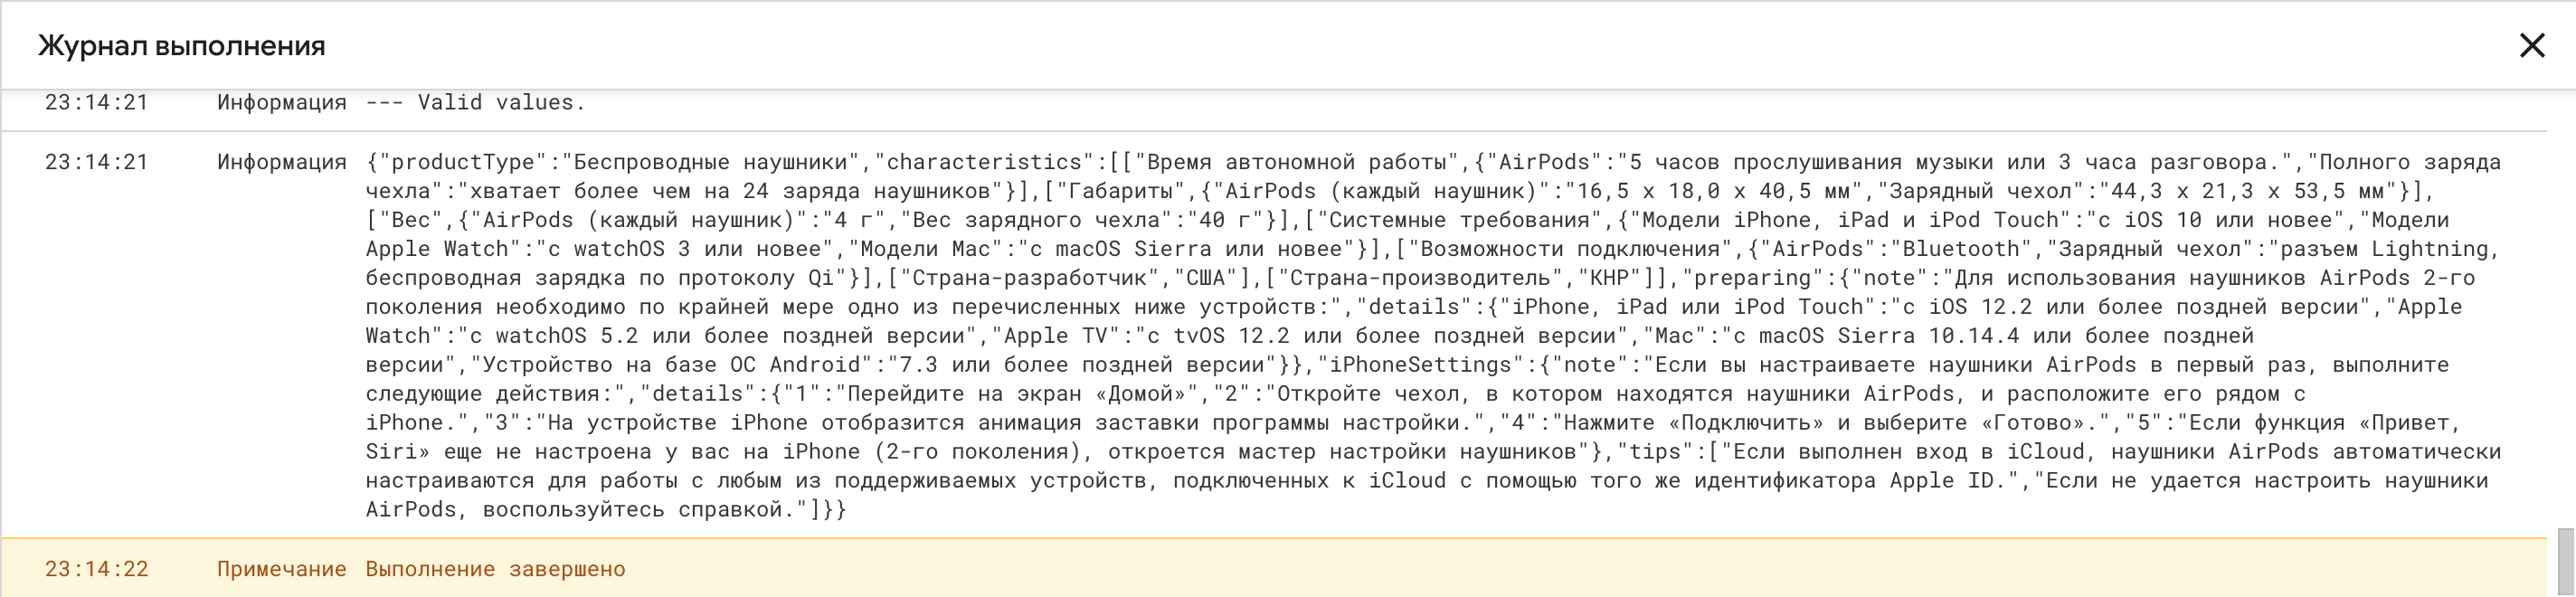 Журнал выполнения
23:14:21 Информация --- Valid values.
23:14:21 Информация {"productType":"Беспроводные наушники","characteristics":[["Время автономной работы",{"AirPods":"5 часов прослушивания музыки или 3 часа разговора.","Полного заряда
чехла":"хватает более чем на 24 заряда наушников"}],["Габариты",{"AirPods (каждый наушник)":"16,5 x 18,0 x 40,5 мм","Зарядный чехол":"44,3 x 21,3 x 53,5 мм"}],
["Вес",{"AirPods (каждый наушник)":"4 г","Вес зарядного чехла":"40 г"}],["Системные требования",{"Модели iPhone, iPad и iPod Touch":"с iOS 10 или новее","Модели
Apple Watch":"с watchOS 3 или новее","Модели Mac":"с macOS Sierra или новее"}],["Возможности подключения",{"AirPods":"Bluetooth","Зарядный чехол":"разъем Lightning,
беспроводная зарядка по протоколу Qi"}],["Страна-разработчик","США"],["Страна-производитель","КНР"]],"preparing":{"note":"Для использования наушников AirPods 2-го
поколения необходимо по крайней мере одно из перечисленных ниже устройств:","details":{"iPhone, iPad или iPod Touch":"с iOS 12.2 или более поздней версии","Apple
Watch":"с watchOS 5.2 или более поздней версии","Apple TV":"с tvOS 12.2 или более поздней версии","Mac":"с macOS Sierra 10.14.4 или более поздней
версии","Устройство на базе ОС Android":"7.3 или более поздней версии"}},"iPhoneSettings":{"note":"Если вы настраиваете наушники AirPods в первый раз, выполните
следующие действия:","details":{"1":"Перейдите на экран «Домой»","2":"Откройте чехол, в котором находятся наушники AirPods, и расположите его рядом с
iPhone.","3":"На устройстве iPhone отобразится анимация заставки программы настройки.","4":"Нажмите «Подключить» и выберите «Готово».","5":"Если функция «Привет,
Siri» еще не настроена у вас на iPhone (2-го поколения), откроется мастер настройки наушников"},"tips":["Если выполнен вход в iCloud, наушники AirPods автоматически
настраиваются для работы с любым из поддерживаемых устройств, подключенных к iCloud с помощью того же идентификатора Apple ID.","Если не удается настроить наушники
AirPods, воспользуйтесь справкой."]}}
23:14:22 Примечание Выполнение завершено